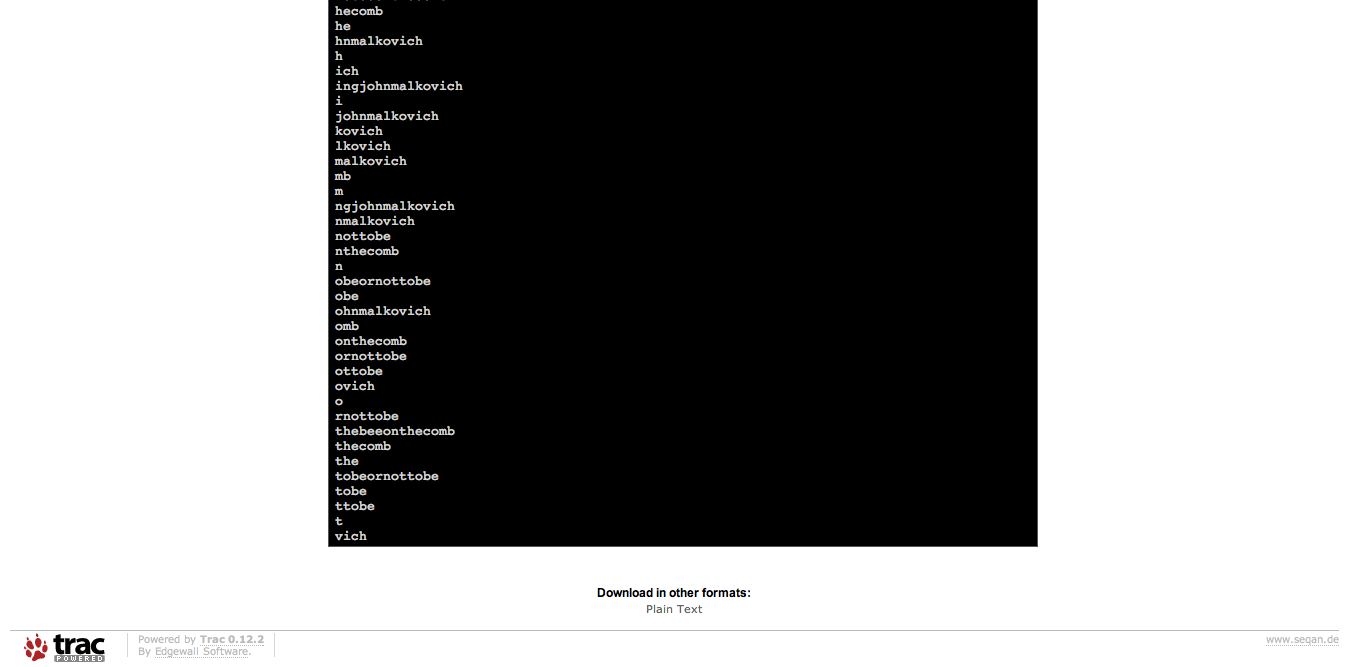 hecomb
he
hnmalkovich
h
ich
ingjohnmalkovich
i
johnmalkovich
kovich
lkovich
malkovich
mb
m
ngjohnmalkovich
nmalkovich
nottobe
nthecomb
n
obeornottobe
obe
ohnmalkovich
omb
onthecomb
ornottobe
ottobe
ovich
o
rnottobe
thebeeonthecomb
thecomb
the
tobeornottobe
tobe
ttobe
t
vich
Download in other formats:
Plain Text
trac
POWERED
Powered by Trac 0.12.2
By Edgewall Software.
www.seqan.de